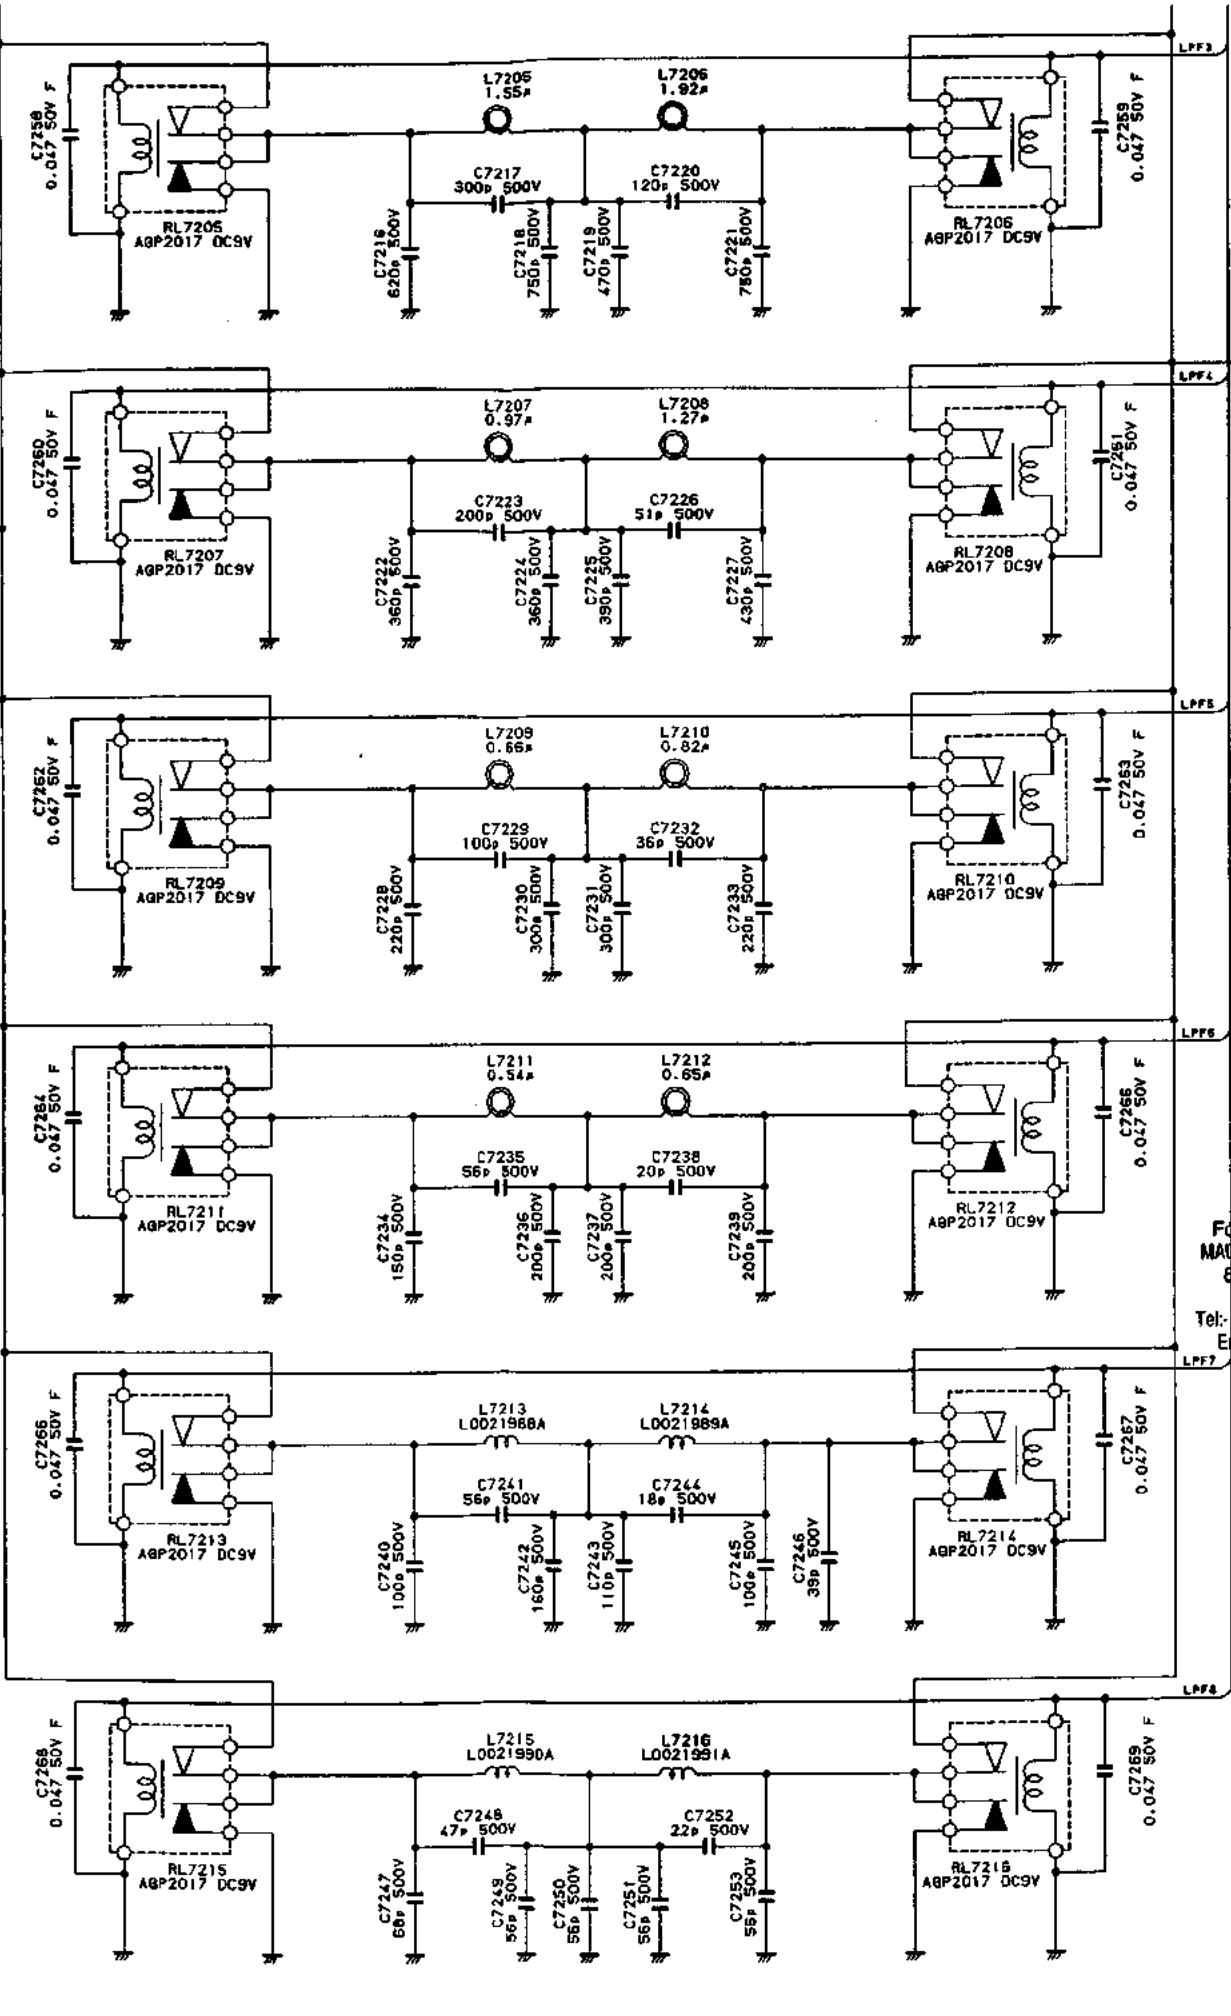 LPF3
C7258
0.047 50V F
L7205
1.55μ
L7206
1.92μ
C7259
0.047 50V F
C7217
300p 500V
C7220
120p 500V
RL7205
AGP2017 DC9V
C7216
620p 500V
C7218
750p 500V
C7219
470p 500V
C7221
750p 500V
RL7206
AGP2017 DC9V
LPF4
C7260
0.047 50V F
L7207
0.97μ
L7208
1.27μ
C7261
0.047 50V F
C7223
200p 500V
C7226
51p 500V
RL7207
AGP2017 DC9V
C7222
360p 500V
C7224
360p 500V
C7225
390p 500V
C7227
430p 500V
RL7208
AGP2017 DC9V
LPF5
C7262
0.047 50V F
L7209
0.66μ
L7210
0.82μ
C7263
0.047 50V F
C7229
100p 500V
C7232
36p 500V
RL7209
AGP2017 DC9V
C7228
220p 500V
C7230
300p 500V
C7231
300p 500V
C7233
220p 500V
RL7210
AGP2017 DC9V
LPF6
C7264
0.047 50V F
L7211
0.54μ
L7212
0.65μ
C7266
0.047 50V F
C7235
56p 500V
C7238
20p 500V
RL7211
AGP2017 DC9V
C7234
150p 500V
C7236
200p 500V
C7237
200p 500V
C7239
200p 500V
RL7212
AGP2017 DC9V
Tel:-
LPF7
C7266
0.047 50V F
L7213
L0021988A
L7214
L0021989A
C7267
0.047 50V F
C7241
56p 500V
C7244
18p 500V
RL7213
AGP2017 DC9V
C7240
100p 500V
C7242
160p 500V
C7243
110p 500V
C7245
100p 500V
C7246
39p 500V
RL7214
AGP2017 DC9V
LPF8
C7268
0.047 50V F
L7215
L0021990A
L7216
L0021991A
C7269
0.047 50V F
C7248
47p 500V
C7252
22p 500V
RL7215
AGP2017 DC9V
C7247
68p 500V
C7249
56p 500V
C7250
56p 500V
C7251
56p 500V
C7253
56p 500V
RL7216
AGP2017 DC9V